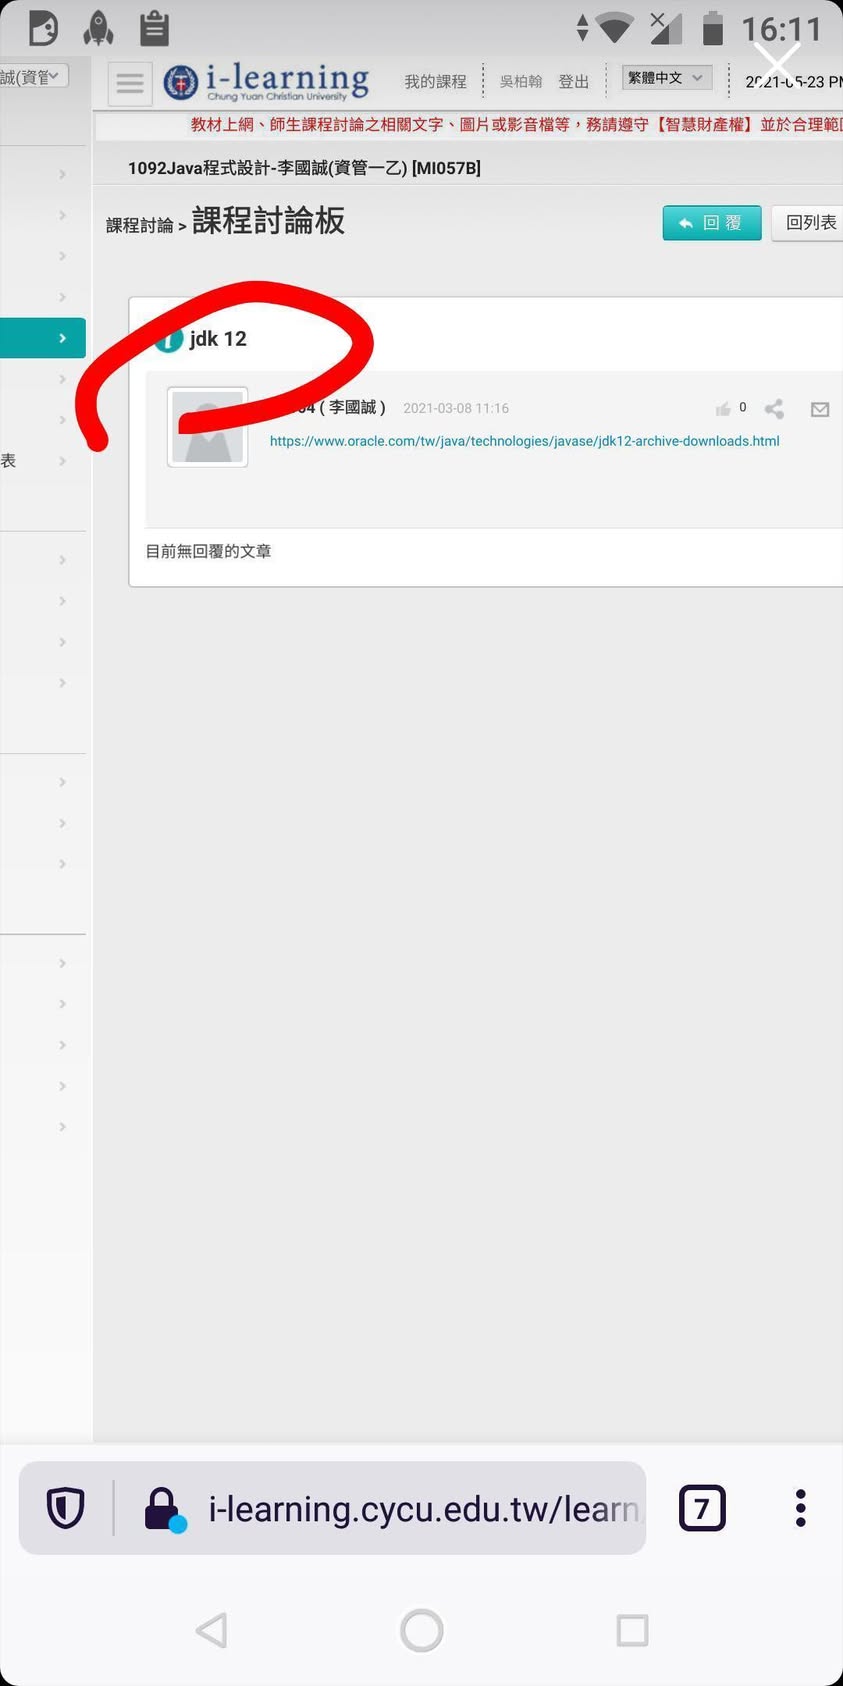 16:11
誠(資管
i-learning
Chung Yuan Christian University
我的課程
吳柏翰
登出
繁體中文
教材上網、師生課程討論之相關文字、圖片或影音檔等，務請遵守【智慧財產權】並於合理範
1092Java程式設計-李國誠(資管一乙) [MI057B]
課程討論 > 課程討論板
回覆
回列表
jdk 12
(李國誠)
2021-03-08 11:16
0
https://www.oracle.com/tw/java/technologies/javase/jdk12-archive-downloads.html
表
目前無回覆的文章
i-learning.cycu.edu.tw/learn
7